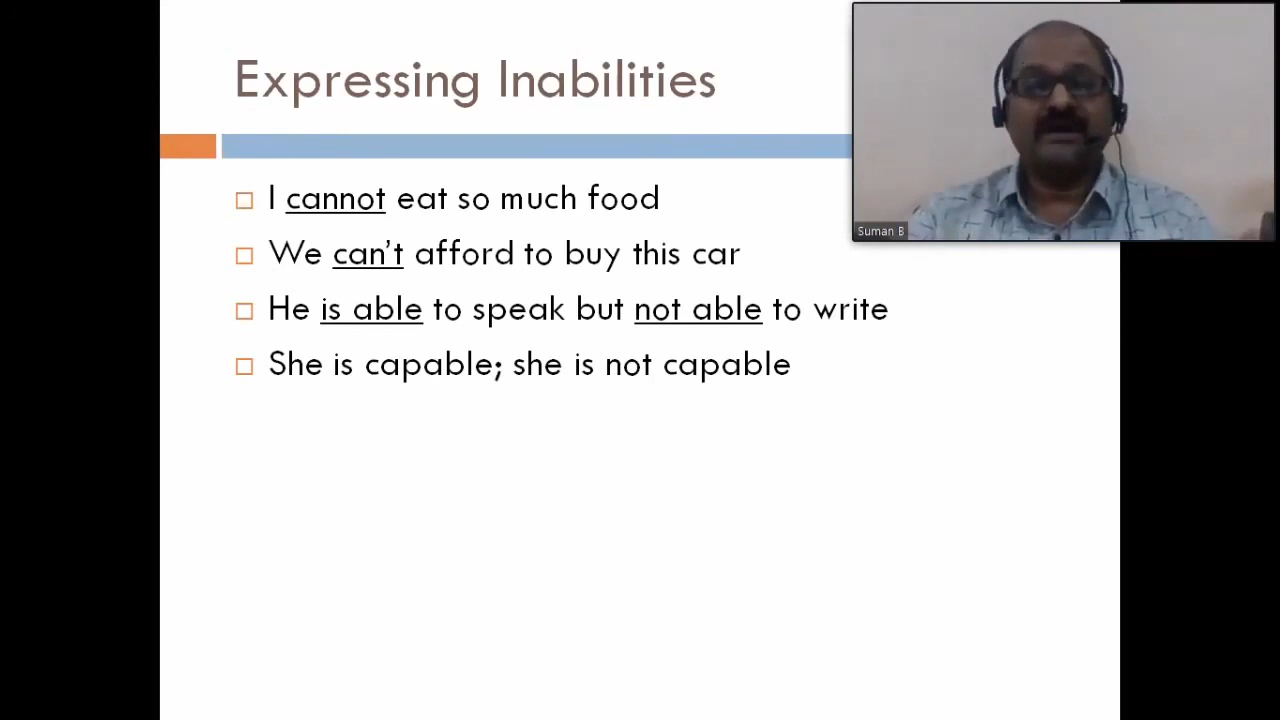 Expressing Inabilities
I cannot eat so much food
We can't afford to buy this car
He is able to speak but not able to write
She is capable; she is not capable
Suman B